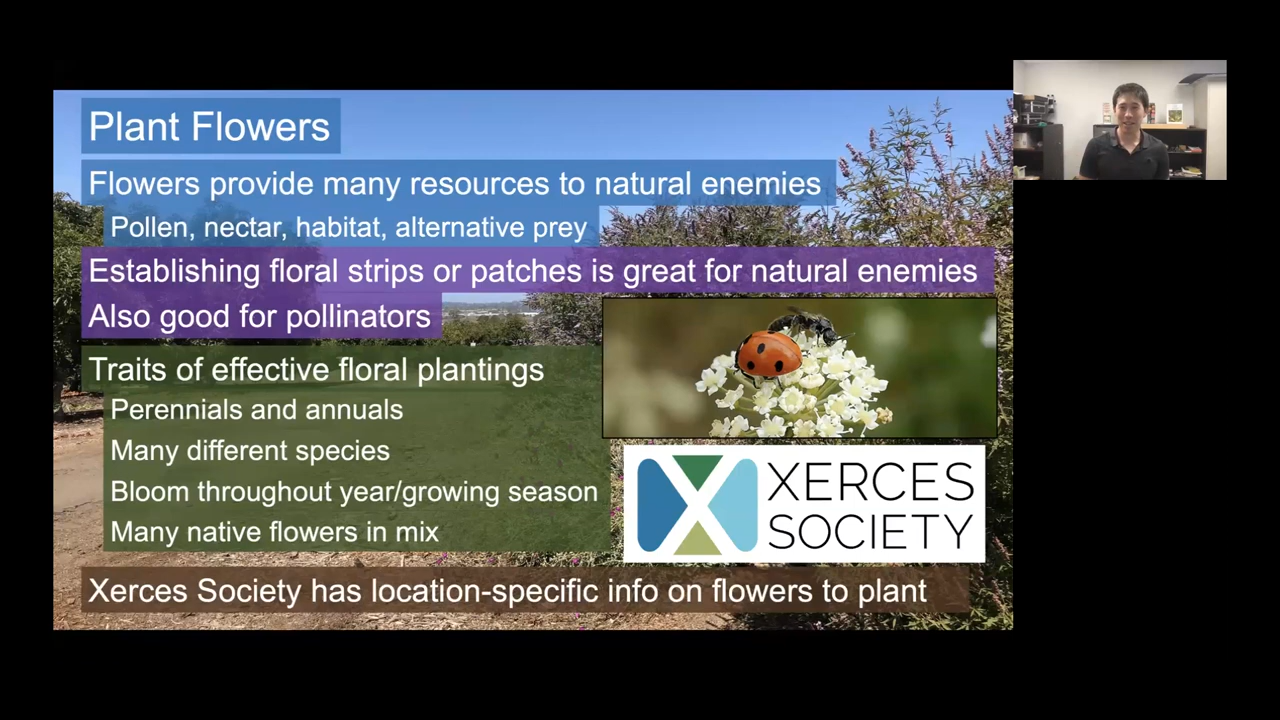 Plant Flowers
Flowers provide many resources to natural enemies
Pollen, nectar, habitat, alternative prey
Establishing floral strips or patches is great for natural enemies
Also good for pollinators
Traits of effective floral plantings
Perennials and annuals
Many different species
Bloom throughout year/growing season
Many native flowers in mix
XERCES
SOCIETY
Xerces Society has location-specific info on flowers to plant